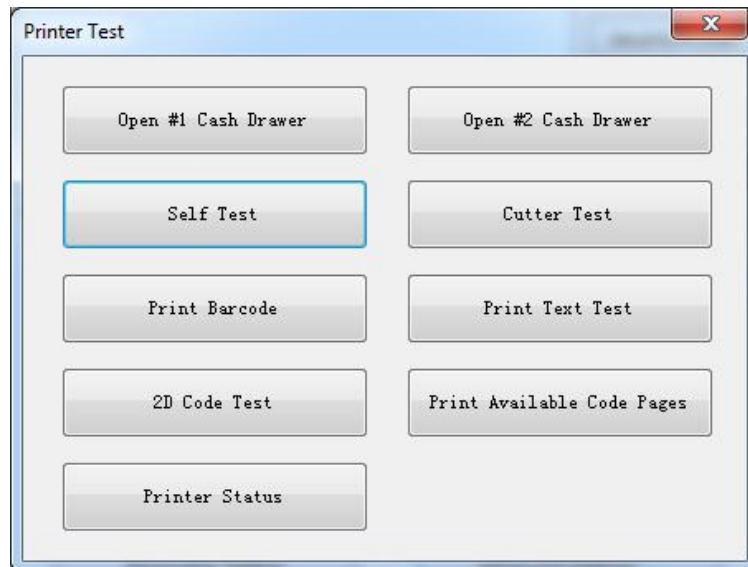 Printer Test
Open #1 Cash Drawer
Open #2 Cash Drawer
Self Test
Cutter Test
Print Barcode
Print Text Test
2D Code Test
Print Available Code Pages
Printer Status